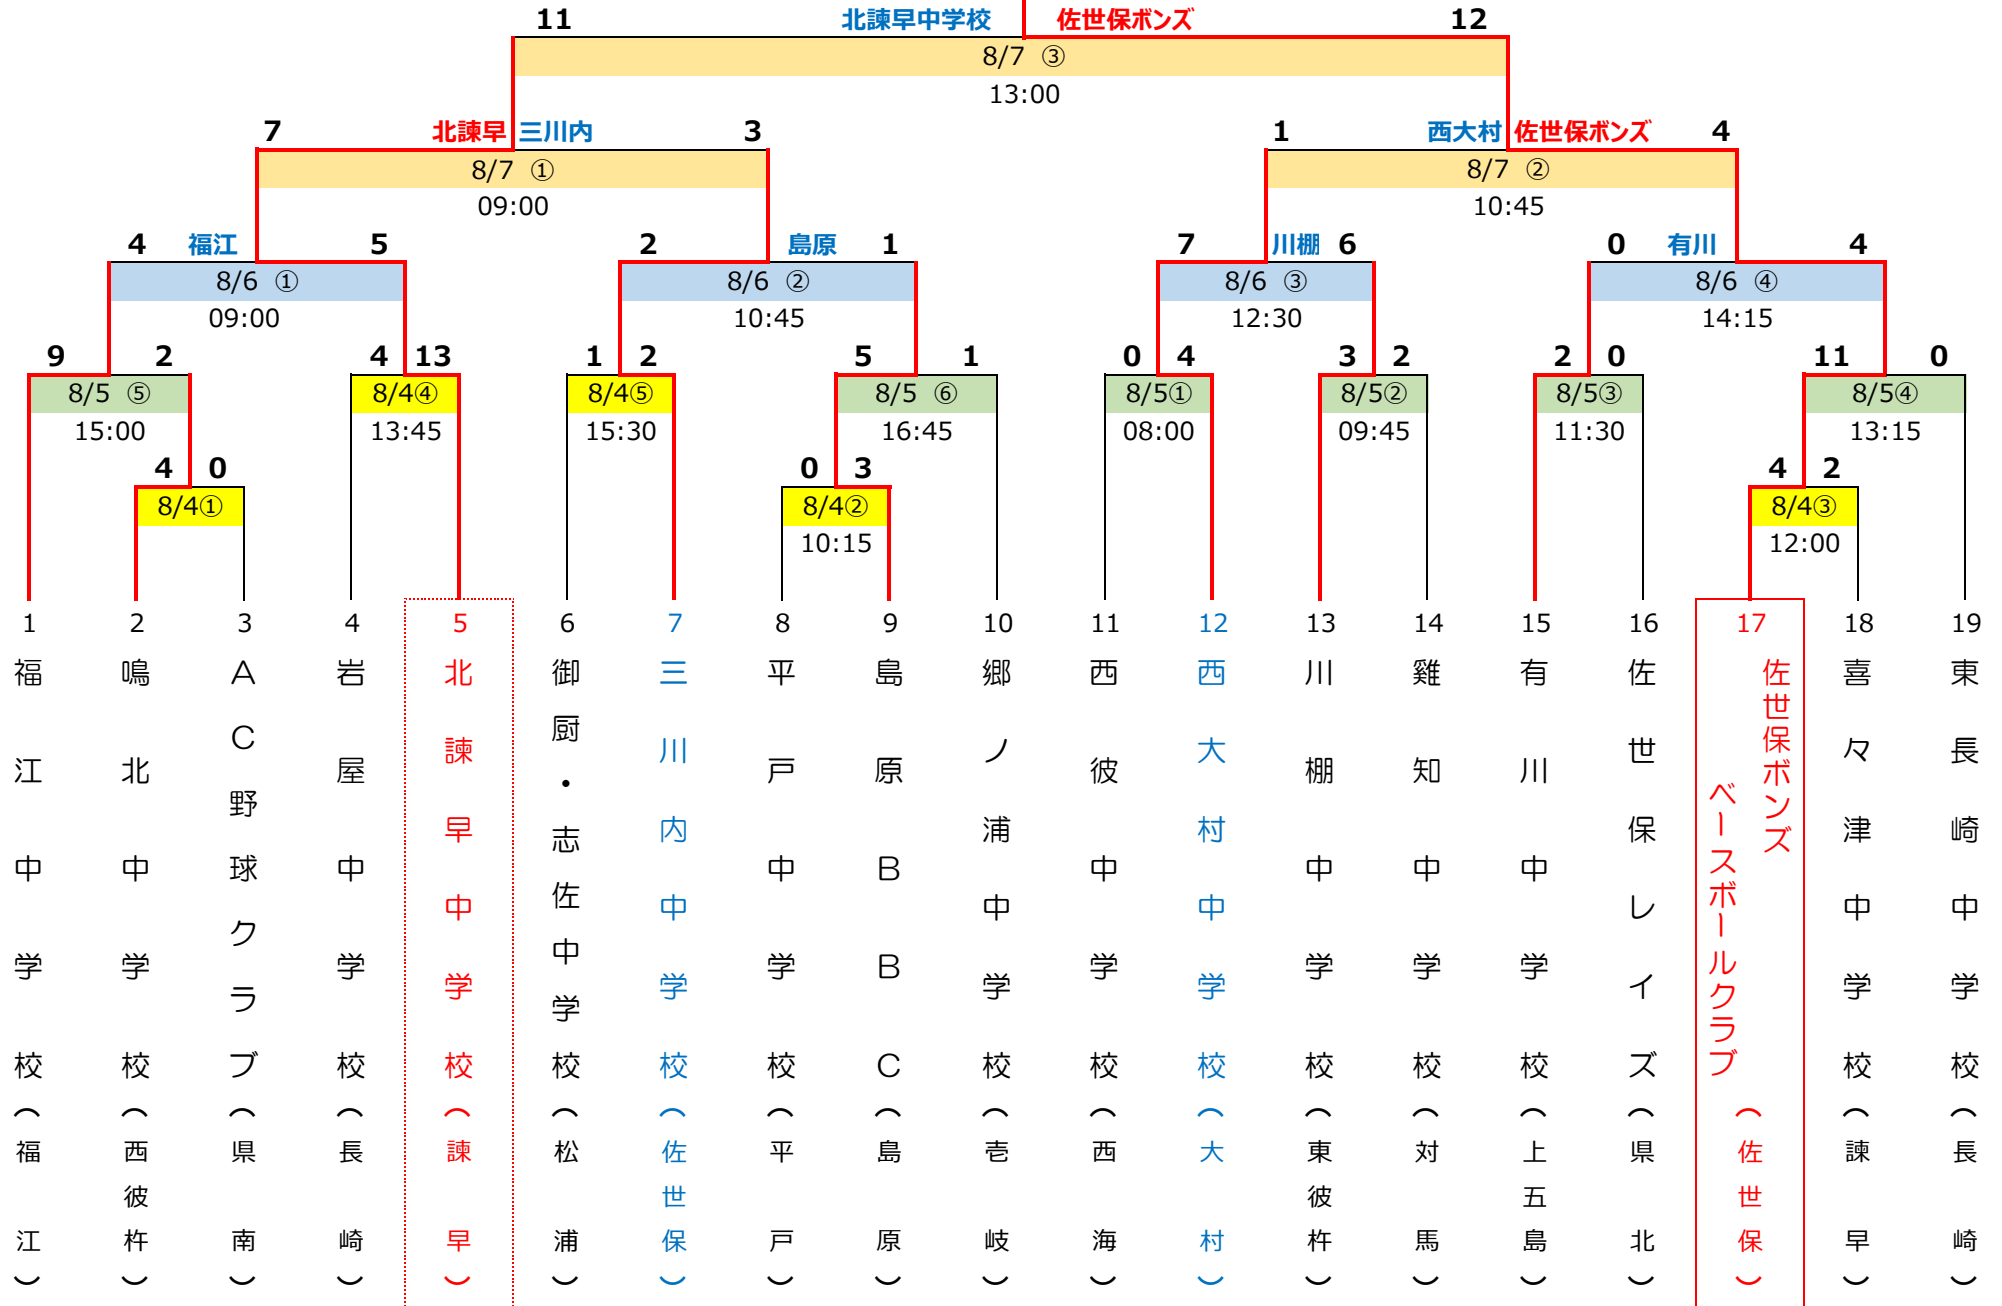 11 北諫早中学校 佐世保ボンズ 12
8/7 ③
13:00
7 北諫早 三川内 3 1 西大村 佐世保ボンズ 4
8/7 ① 8/7 ②
09:00 10:45
4 福江 5 2 島原 1 7 川棚 6 0 有川 4
8/6 ① 8/6 ② 8/6 ③ 8/6 ④
09:00 10:45 12:30 14:15
9 2 4 13 1 2 5 1 0 4 3 2 2 0 11 0
8/5 ⑤ 8/4④ 8/4⑤ 8/5 ⑥ 8/5① 8/5② 8/5③ 8/5④
15:00 13:45 15:30 16:45 08:00 09:45 11:30 13:15
4 0 0 3 4 2
8/4① 8/4② 8/4③
10:15 12:00
1 2 3 4 5 6 7 8 9 10 11 12 13 14 15 16 17 18 19
福江中学校(福江)
鳴北中学校(西彼杵)
AC野球クラブ(県南)
岩屋中学校(長崎)
北諫早中学校(諫早)
御厨・志佐中学校(松浦)
三川内中学校(佐世保)
平戸中学校(平戸)
島原BBC(島原)
郷ノ浦中学校(壱岐)
西彼中学校(西海)
西大村中学校(大村)
川棚中学校(東彼杵)
雞知中学校(対馬)
有川中学校(上五島)
佐世保レイズ(県北)
佐世保ボンズ
ベースボールクラブ(佐世保)
喜々津中学校(諫早)
東長崎中学校(長崎)